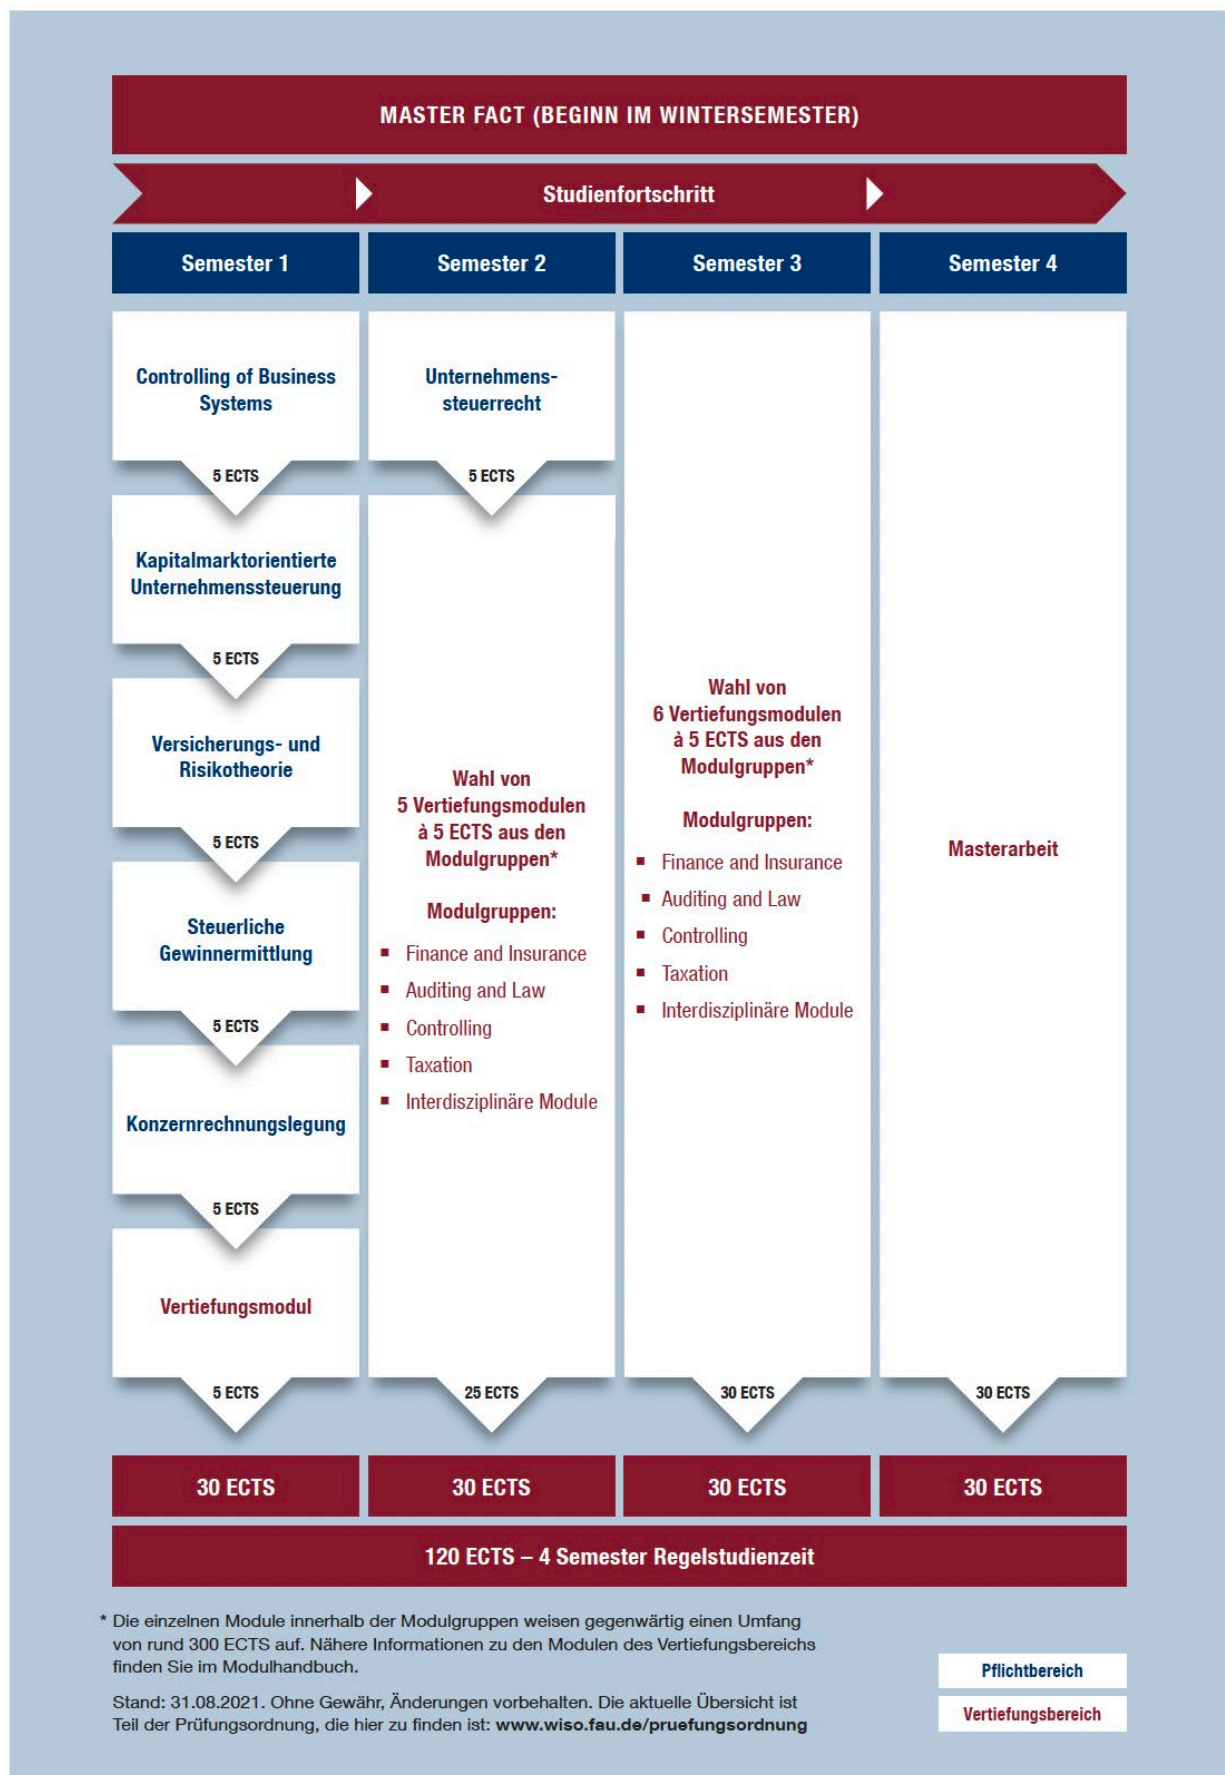 MASTER FACT (BEGINN IM WINTERSEMESTER)
Studienfortschritt
Semester 1
Semester 2
Semester 3
Semester 4
Controlling of Business
Systems
5 ECTS
Kapitalmarktorientierte
Unternehmenssteuerung
5 ECTS
Versicherungs- und
Risikotheorie
5 ECTS
Steuerliche
Gewinnermittlung
5 ECTS
Konzernrechnungslegung
5 ECTS
Vertiefungsmodul
5 ECTS
Unternehmens-
steuerrecht
5 ECTS
Wahl von
5 Vertiefungsmodulen
à 5 ECTS aus den
Modulgruppen*
Modulgruppen:
▪ Finance and Insurance
▪ Auditing and Law
▪ Controlling
▪ Taxation
▪ Interdisziplinäre Module
25 ECTS
Wahl von
6 Vertiefungsmodulen
à 5 ECTS aus den
Modulgruppen*
Modulgruppen:
▪ Finance and Insurance
▪ Auditing and Law
▪ Controlling
▪ Taxation
▪ Interdisziplinäre Module
30 ECTS
Masterarbeit
30 ECTS
30 ECTS
30 ECTS
30 ECTS
30 ECTS
120 ECTS – 4 Semester Regelstudienzeit
* Die einzelnen Module innerhalb der Modulgruppen weisen gegenwärtig einen Umfang
von rund 300 ECTS auf. Nähere Informationen zu den Modulen des Vertiefungsbereichs
finden Sie im Modulhandbuch.
Stand: 31.08.2021. Ohne Gewähr, Änderungen vorbehalten. Die aktuelle Übersicht ist
Teil der Prüfungsordnung, die hier zu finden ist: www.wiso.fau.de/pruefungsordnung
Pflichtbereich
Vertiefungsbereich